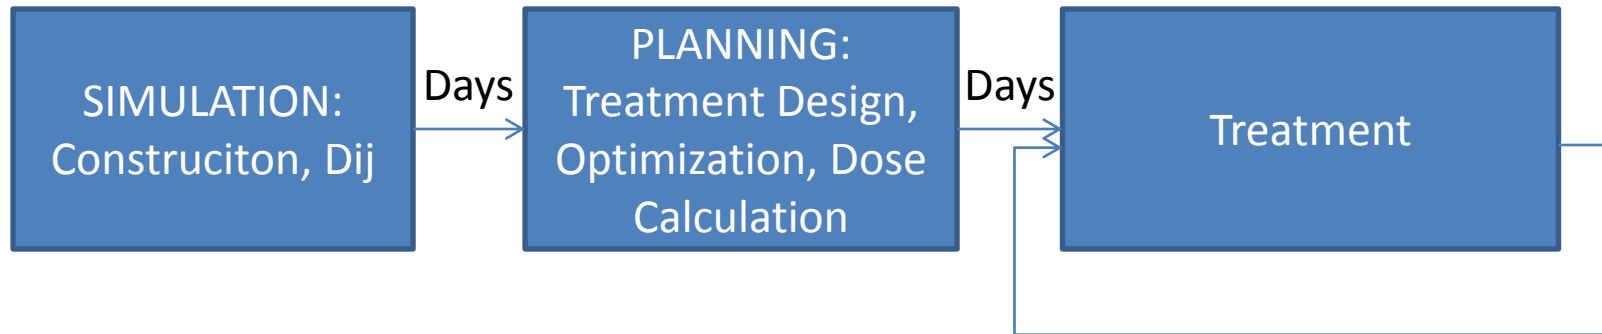 SIMULATION:
Construciton, Dij
Days
PLANNING:
Treatment Design,
Optimization, Dose
Calculation
Days
Treatment